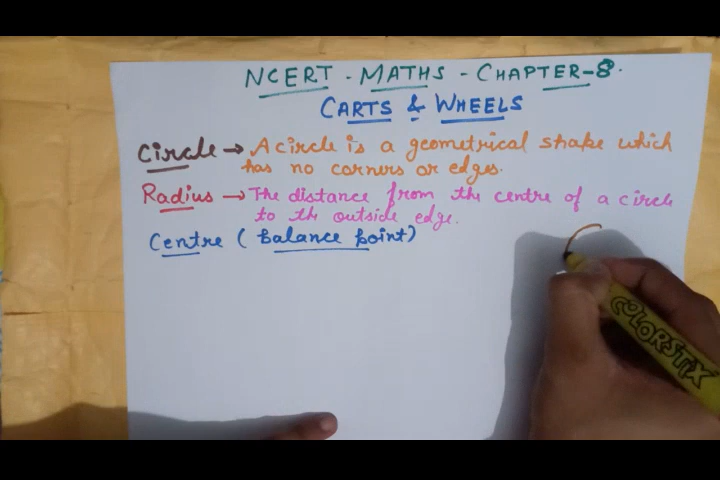 NCERT - MATHS - CHAPTER-8.
CARTS & WHEELS
Circle → A circle is a geometrical shape which
has no corners or edges.
Radius → The distance from the centre of a circle
to the outside edge.
Centre ( balance point)
COLORSTIX